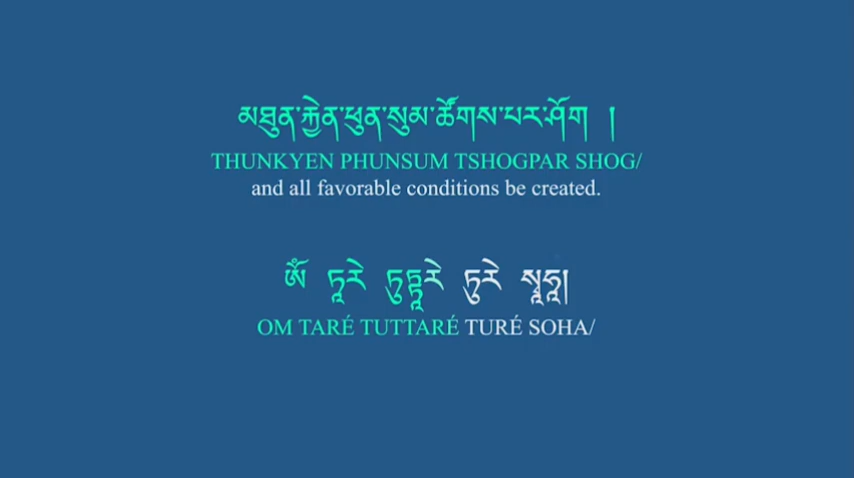 མཐུན་རྐྱེན་ཕུན་སུམ་ཚོགས་པར་ཤོག །
THUNKYEN PHUNSUM TSHOGPAR SHOG/
and all favorable conditions be created.
ༀ ཏཱརེ ཏུཏྟཱརེ ཏུརེ སྭཱཧཱ།
OM TARÉ TUTTARÉ TURÉ SOHA/